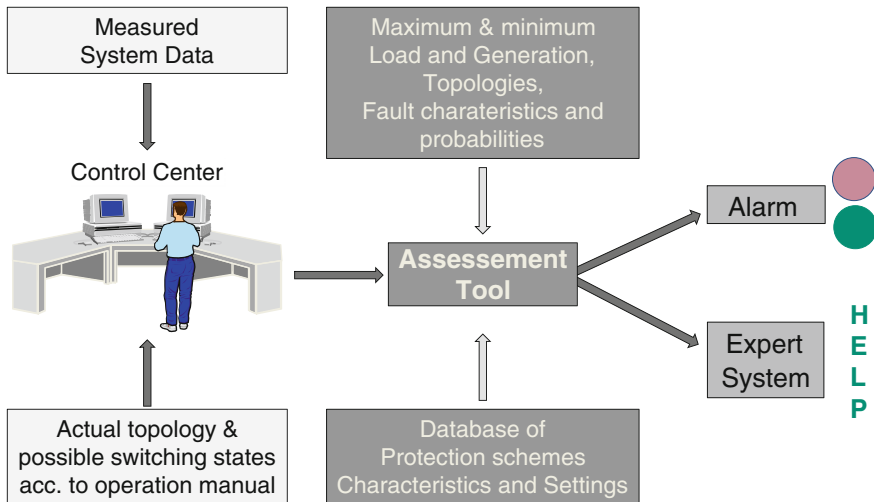 Measured
System Data
Maximum & minimum
Load and Generation,
Topologies,
Fault charateristics and
probabilities
Control Center
Alarm
Assessement
Tool
Expert
System
H
E
L
P
Actual topology &
possible switching states
acc. to operation manual
Database of
Protection schemes
Characteristics and Settings